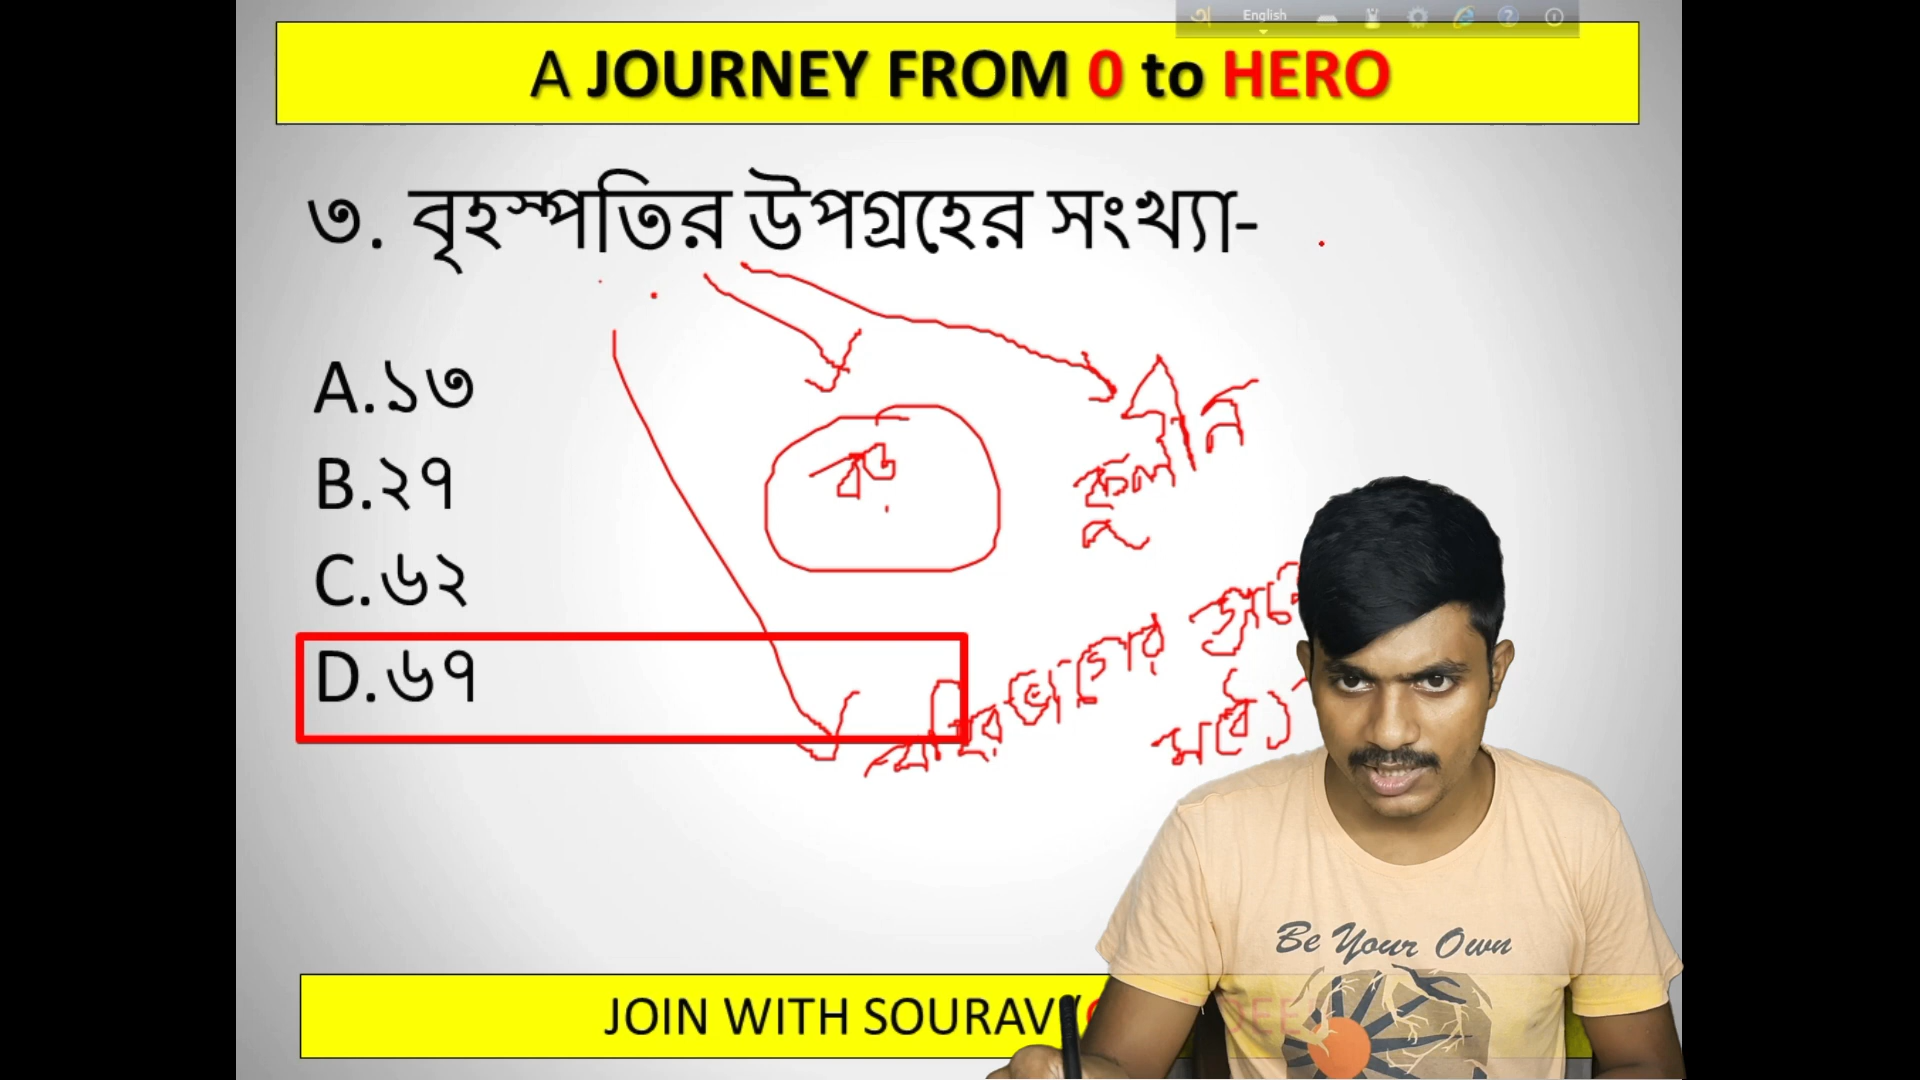 English
A JOURNEY FROM 0 to HERO
৩. বৃহস্পতির উপগ্রহের সংখ্যা-
A.১৩
B.২৭
C.৬২
D.৬৭
বড়
Be Your Own
JOIN WITH SOURAV